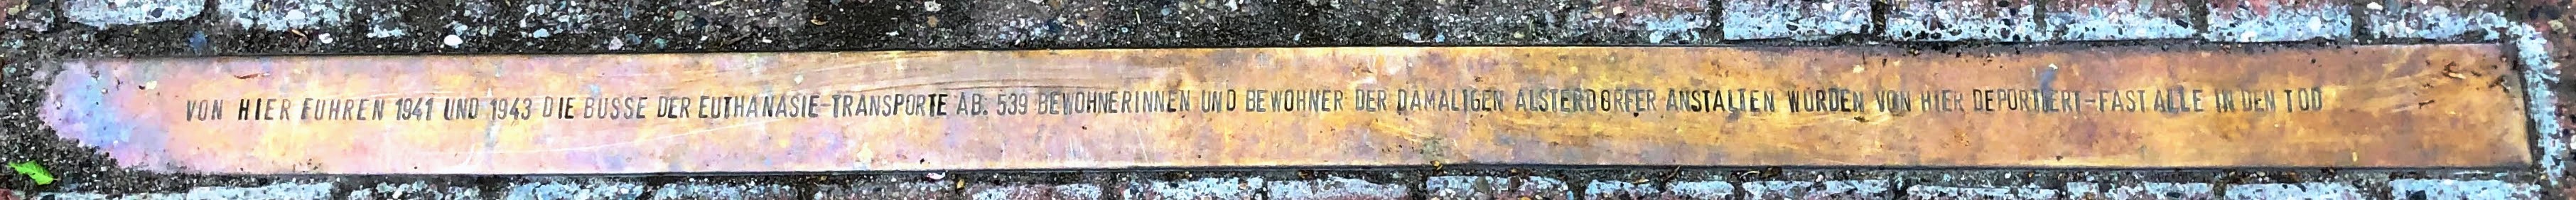 VON HIER FUHREN 1941 UND 1943 DIE BUSSE DER EUTHANASIE-TRANSPORTE AB. 539 BEWOHNERINNEN UND BEWOHNER DER DAMALIGEN ALSTERDORFER ANSTALTEN WURDEN VON HIER DEPORTIERT-FAST ALLE IN DEN TOD